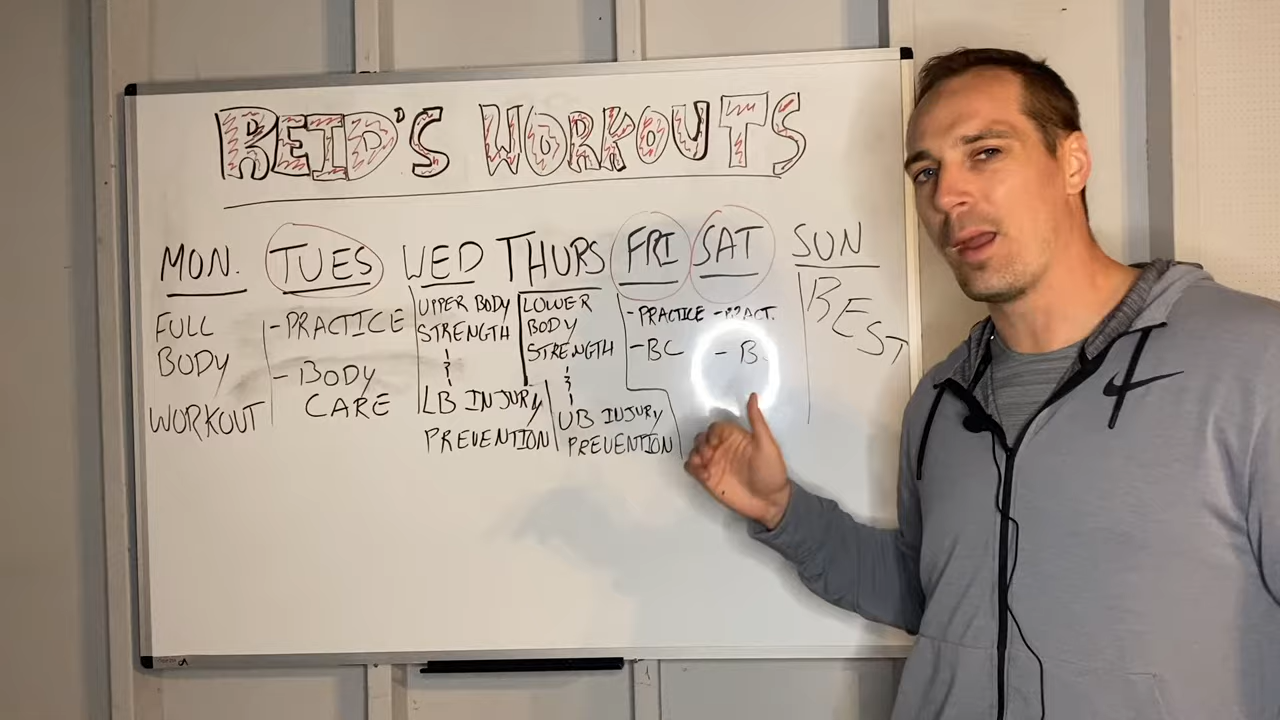 REID'S WORKOUTS
MON.
FULL
BODY
WORKOUT
TUES
- PRACTICE
- BODY
CARE
WED
UPPER BODY
STRENGTH
&
LB INJURY
PREVENTION
THURS
LOWER
BODY
STRENGTH
&
UB INJURY
PREVENTION
FRI
- PRACTICE
- BC
SAT
- PRACT.
- B
SUN
REST